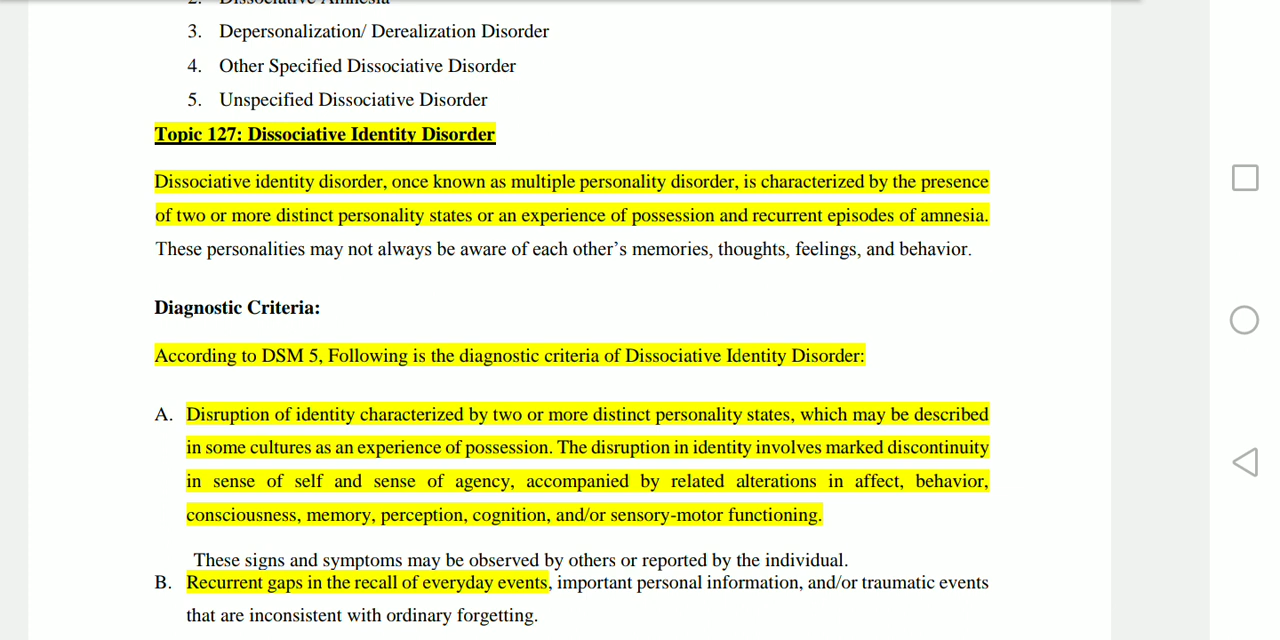 2. Dissociative Amnesia
3. Depersonalization/ Derealization Disorder
4. Other Specified Dissociative Disorder
5. Unspecified Dissociative Disorder
Topic 127: Dissociative Identity Disorder
Dissociative identity disorder, once known as multiple personality disorder, is characterized by the presence
of two or more distinct personality states or an experience of possession and recurrent episodes of amnesia.
These personalities may not always be aware of each other’s memories, thoughts, feelings, and behavior.
Diagnostic Criteria:
According to DSM 5, Following is the diagnostic criteria of Dissociative Identity Disorder:
A. Disruption of identity characterized by two or more distinct personality states, which may be described
in some cultures as an experience of possession. The disruption in identity involves marked discontinuity
in sense of self and sense of agency, accompanied by related alterations in affect, behavior,
consciousness, memory, perception, cognition, and/or sensory-motor functioning.
These signs and symptoms may be observed by others or reported by the individual.
B. Recurrent gaps in the recall of everyday events, important personal information, and/or traumatic events
that are inconsistent with ordinary forgetting.